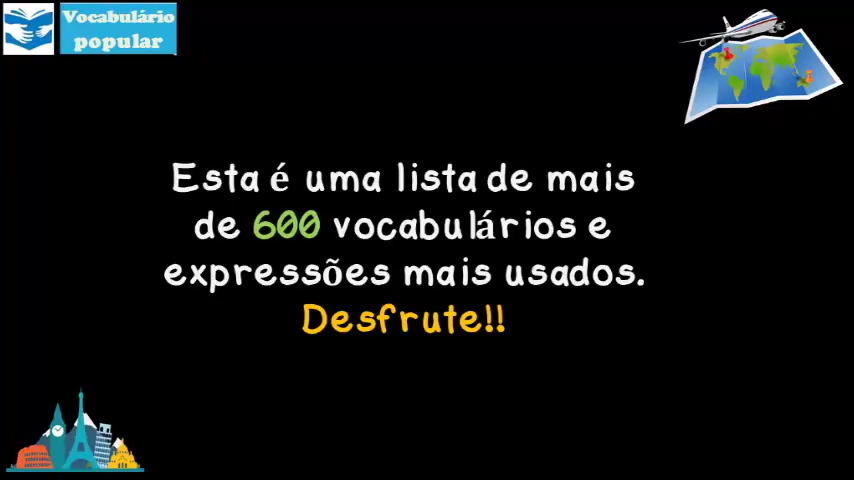 Vocabulário
popular
Esta é uma lista de mais
de 600 vocabulários e
expressões mais usados.
Desfrute!!